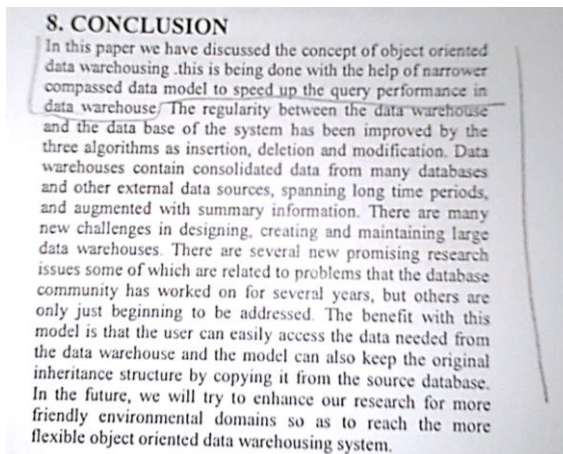 8. CONCLUSION
In this paper we have discussed the concept of object oriented
data warehousing .this is being done with the help of narrower
compassed data model to speed up the query performance in
data warehouse. The regularity between the data warehouse
and the data base of the system has been improved by the
three algorithms as insertion, deletion and modification. Data
warehouses contain consolidated data from many databases
and other external data sources, spanning long time periods,
and augmented with summary information. There are many
new challenges in designing, creating and maintaining large
data warehouses. There are several new promising research
issues some of which are related to problems that the database
community has worked on for several years, but others are
only just beginning to be addressed. The benefit with this
model is that the user can easily access the data needed from
the data warehouse and the model can also keep the original
inheritance structure by copying it from the source database.
In the future, we will try to enhance our research for more
friendly environmental domains so as to reach the more
flexible object oriented data warehousing system.